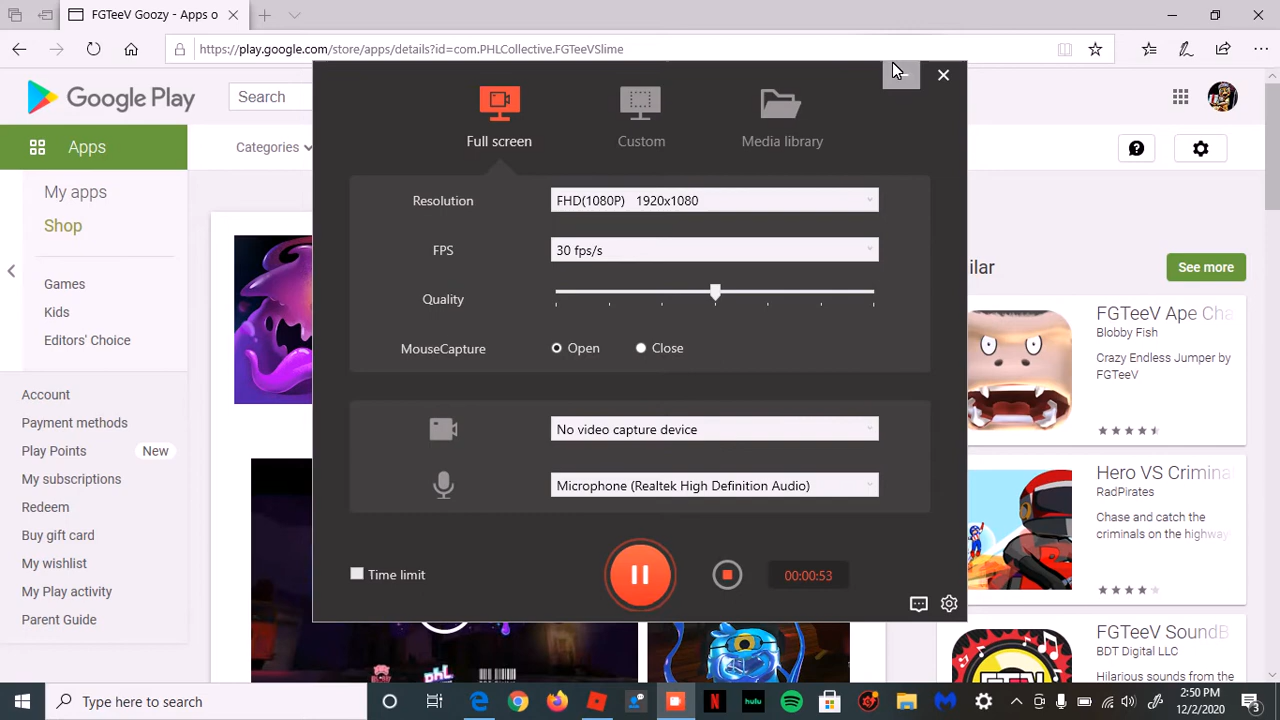 FGTeeV Goozy - Apps o
https://play.google.com/store/apps/details?id=com.PHLCollective.FGTeeVSlime
Google Play
Search
Apps
Categories
My apps
Shop
Games
Kids
Editors' Choice
Account
Payment methods
Play Points New
My subscriptions
Redeem
Buy gift card
My wishlist
My Play activity
Parent Guide
Full screen
Custom
Media library
Resolution
FHD(1080P) 1920x1080
FPS
30 fps/s
Quality
MouseCapture
Open
Close
No video capture device
Microphone (Realtek High Definition Audio)
Time limit
00:00:53
ilar
See more
FGTeeV Ape Cha
Blobby Fish
Crazy Endless Jumper by
FGTeeV
Hero VS Crimina
RadPirates
Chase and catch the
criminals on the highway
FGTeeV SoundB
BDT Digital LLC
Hilarious sounds
DHL
Type here to search
N
hulu
2:50 PM
12/2/2020
3